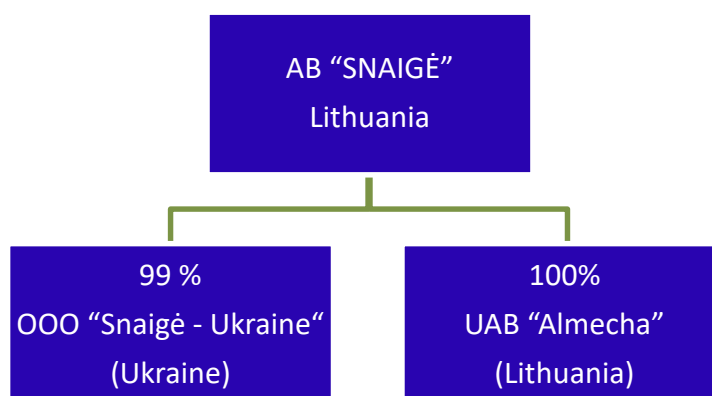 AB “SNAIGĖ”
Lithuania
99 %
OOO “Snaigė - Ukraine“
(Ukraine)
100%
UAB “Almecha”
(Lithuania)